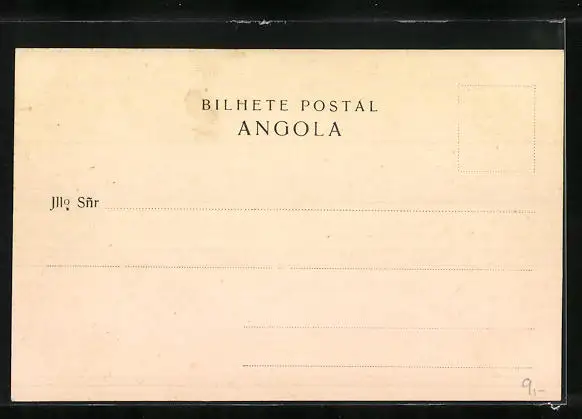 BILHETE POSTAL
ANGOLA
Jllo. Sñr
9,-